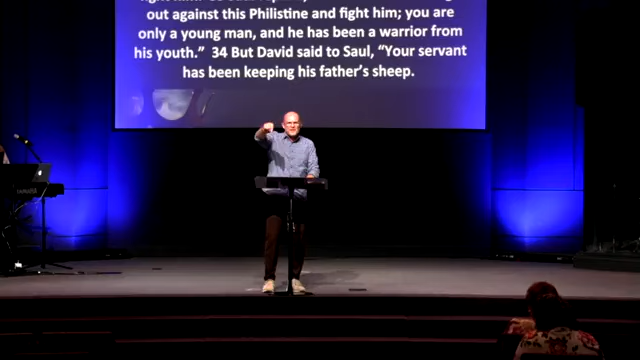 out against this Philistine and fight him; you are
only a young man, and he has been a warrior from
his youth.” 34 But David said to Saul, “Your servant
has been keeping his father’s sheep.